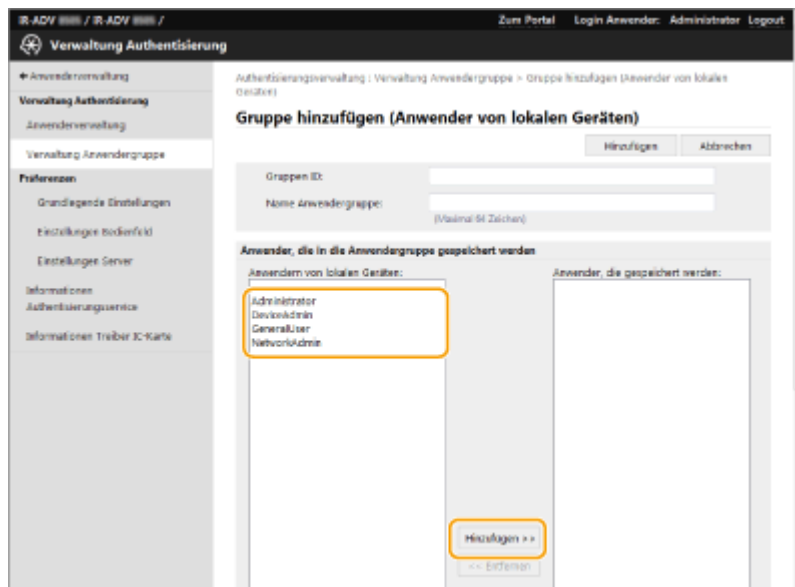 iR-ADV / iR-ADV /
Zum Portal Login Anwender: Administrator Logout
Verwaltung Authentisierung
Anwenderverwaltung
Verwaltung Authentisierung
Anwenderverwaltung
Verwaltung Anwendergruppe
Präferenzen
Grundlegende Einstellungen
Einstellungen Bedienfeld
Einstellungen Server
Informationen
Authentisierungsservice
Informationen Treiber IC-Karte
Authentisierungsverwaltung : Verwaltung Anwendergruppe > Gruppe hinzufügen (Anwender von lokalen
Geräten)
Gruppe hinzufügen (Anwender von lokalen Geräten)
Hinzufügen Abbrechen
Gruppen ID:
Name Anwendergruppe:
(Maximal 64 Zeichen)
Anwender, die in die Anwendergruppe gespeichert werden
Anwendern von lokalen Geräten:
Anwender, die gespeichert werden:
Administrator
DeviceAdmin
GeneralUser
NetworkAdmin
Hinzufügen >>
<< Entfernen